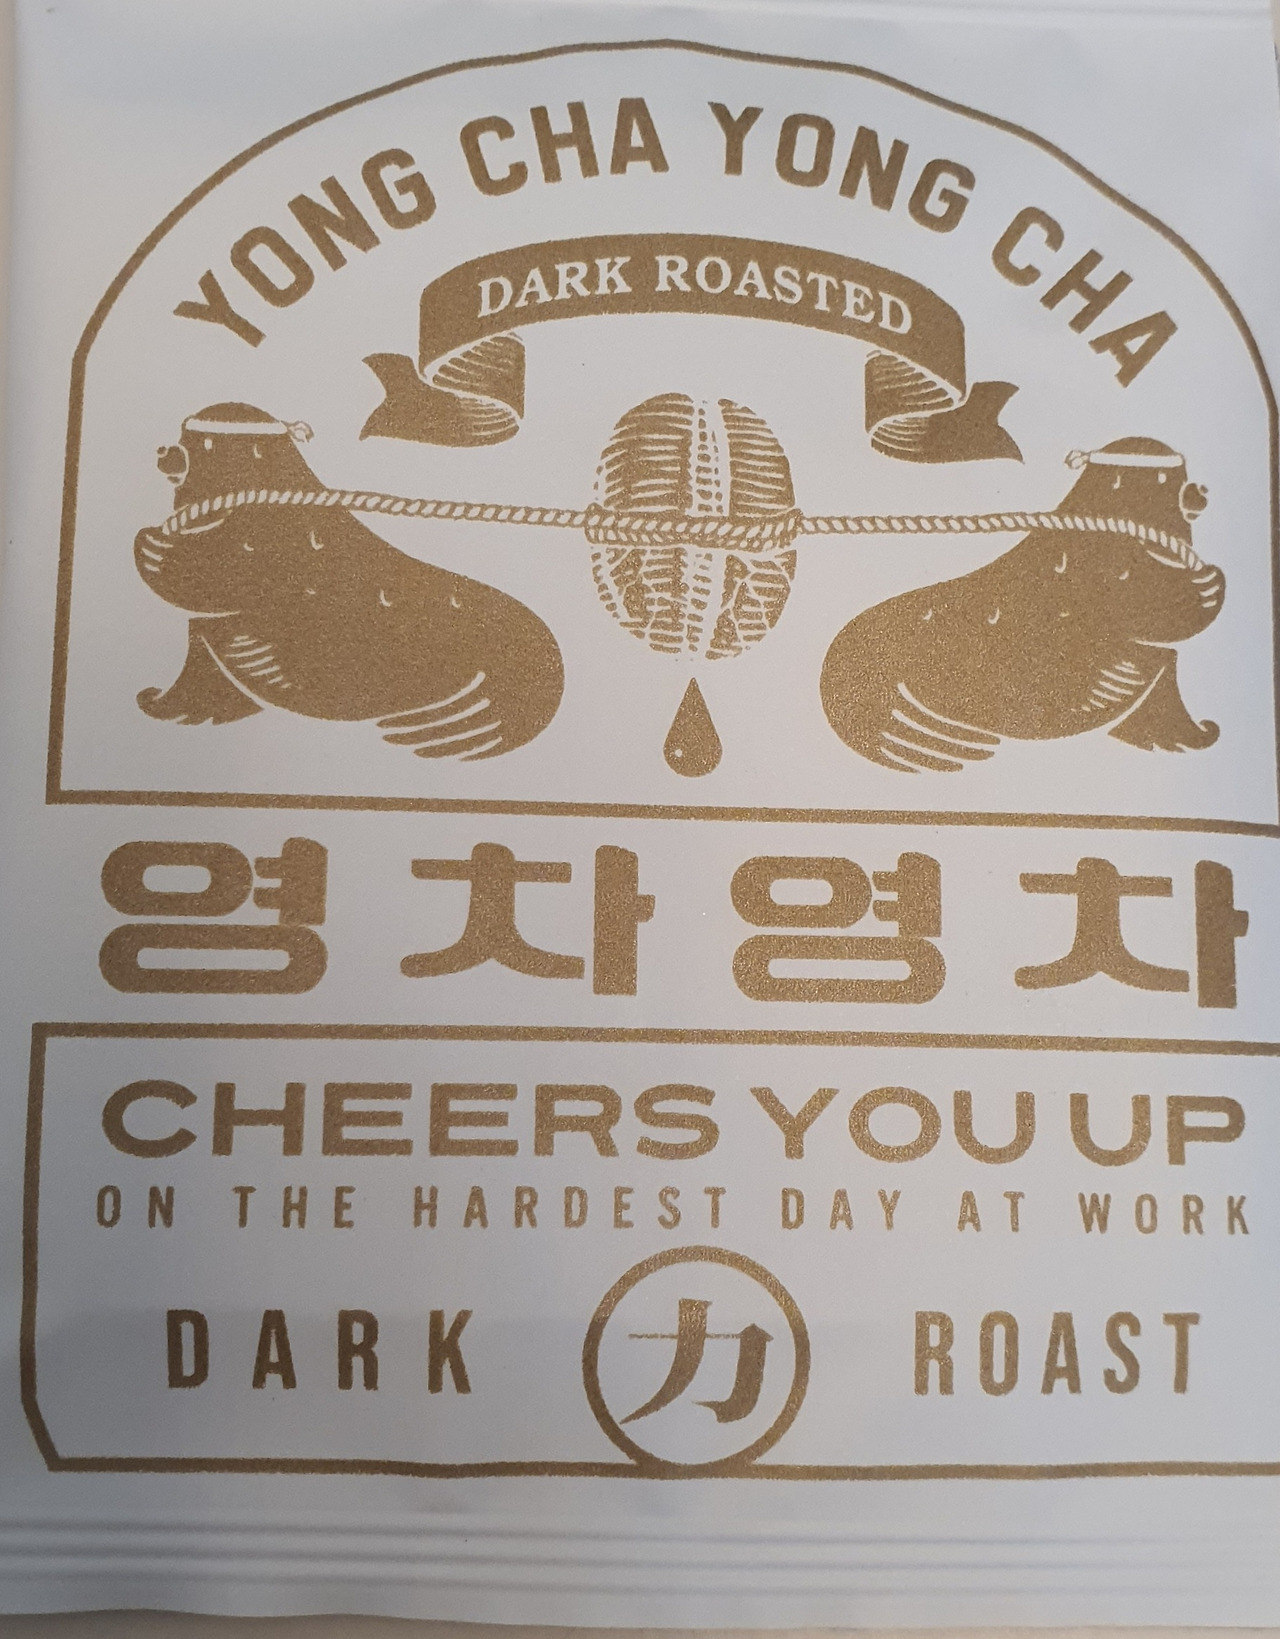 YONG CHA YONG CHA
DARK ROASTED
영차영차
CHEERS YOU UP
ON THE HARDEST DAY AT WORK
DARK 力 ROAST